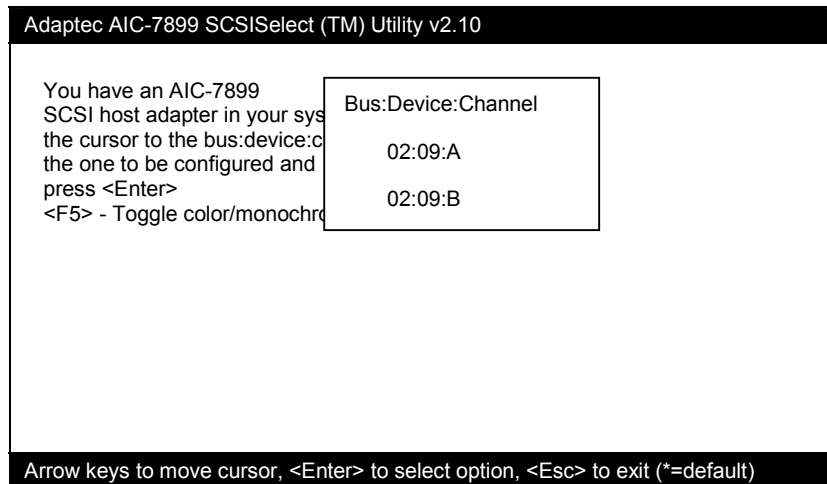 Adaptec AIC-7899 SCSISelect (TM) Utility v2.10
You have an AIC-7899
SCSI host adapter in your sys
the cursor to the bus:device:c
the one to be configured and
press <Enter>
<F5> - Toggle color/monochro
Bus:Device:Channel
02:09:A
02:09:B
Arrow keys to move cursor, <Enter> to select option, <Esc> to exit (*=default)